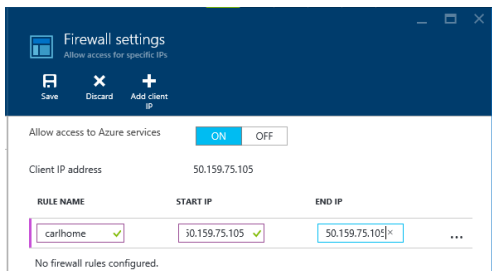 Firewall settings
Allow access for specific IPs
Save Discard Add client IP
Allow access to Azure services ON OFF
Client IP address 50.159.75.105
RULE NAME START IP END IP
carlhome 50.159.75.105 50.159.75.105 ...
No firewall rules configured.